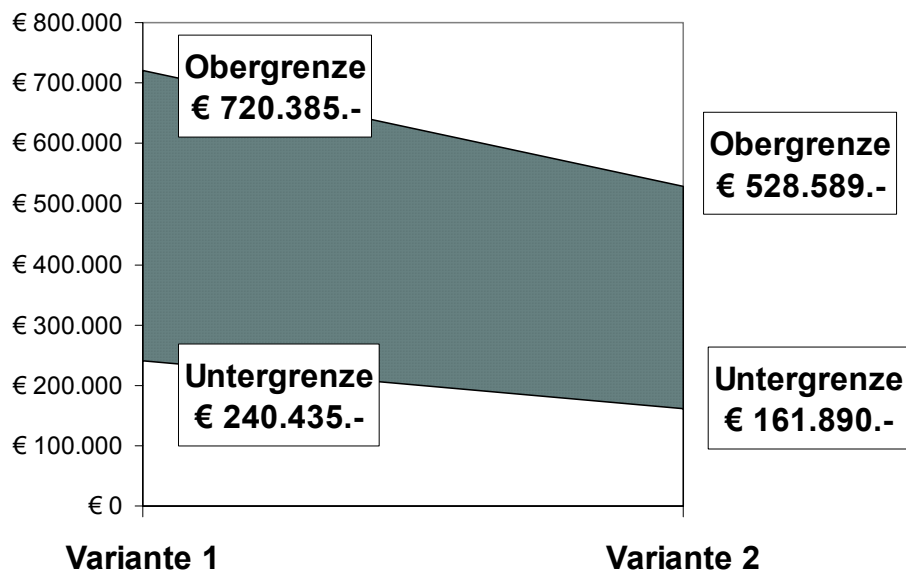 € 800.000
€ 700.000
€ 600.000
€ 500.000
€ 400.000
€ 300.000
€ 200.000
€ 100.000
€ 0
Obergrenze
€ 720.385.-
Obergrenze
€ 528.589.-
Untergrenze
€ 240.435.-
Untergrenze
€ 161.890.-
Variante 1
Variante 2